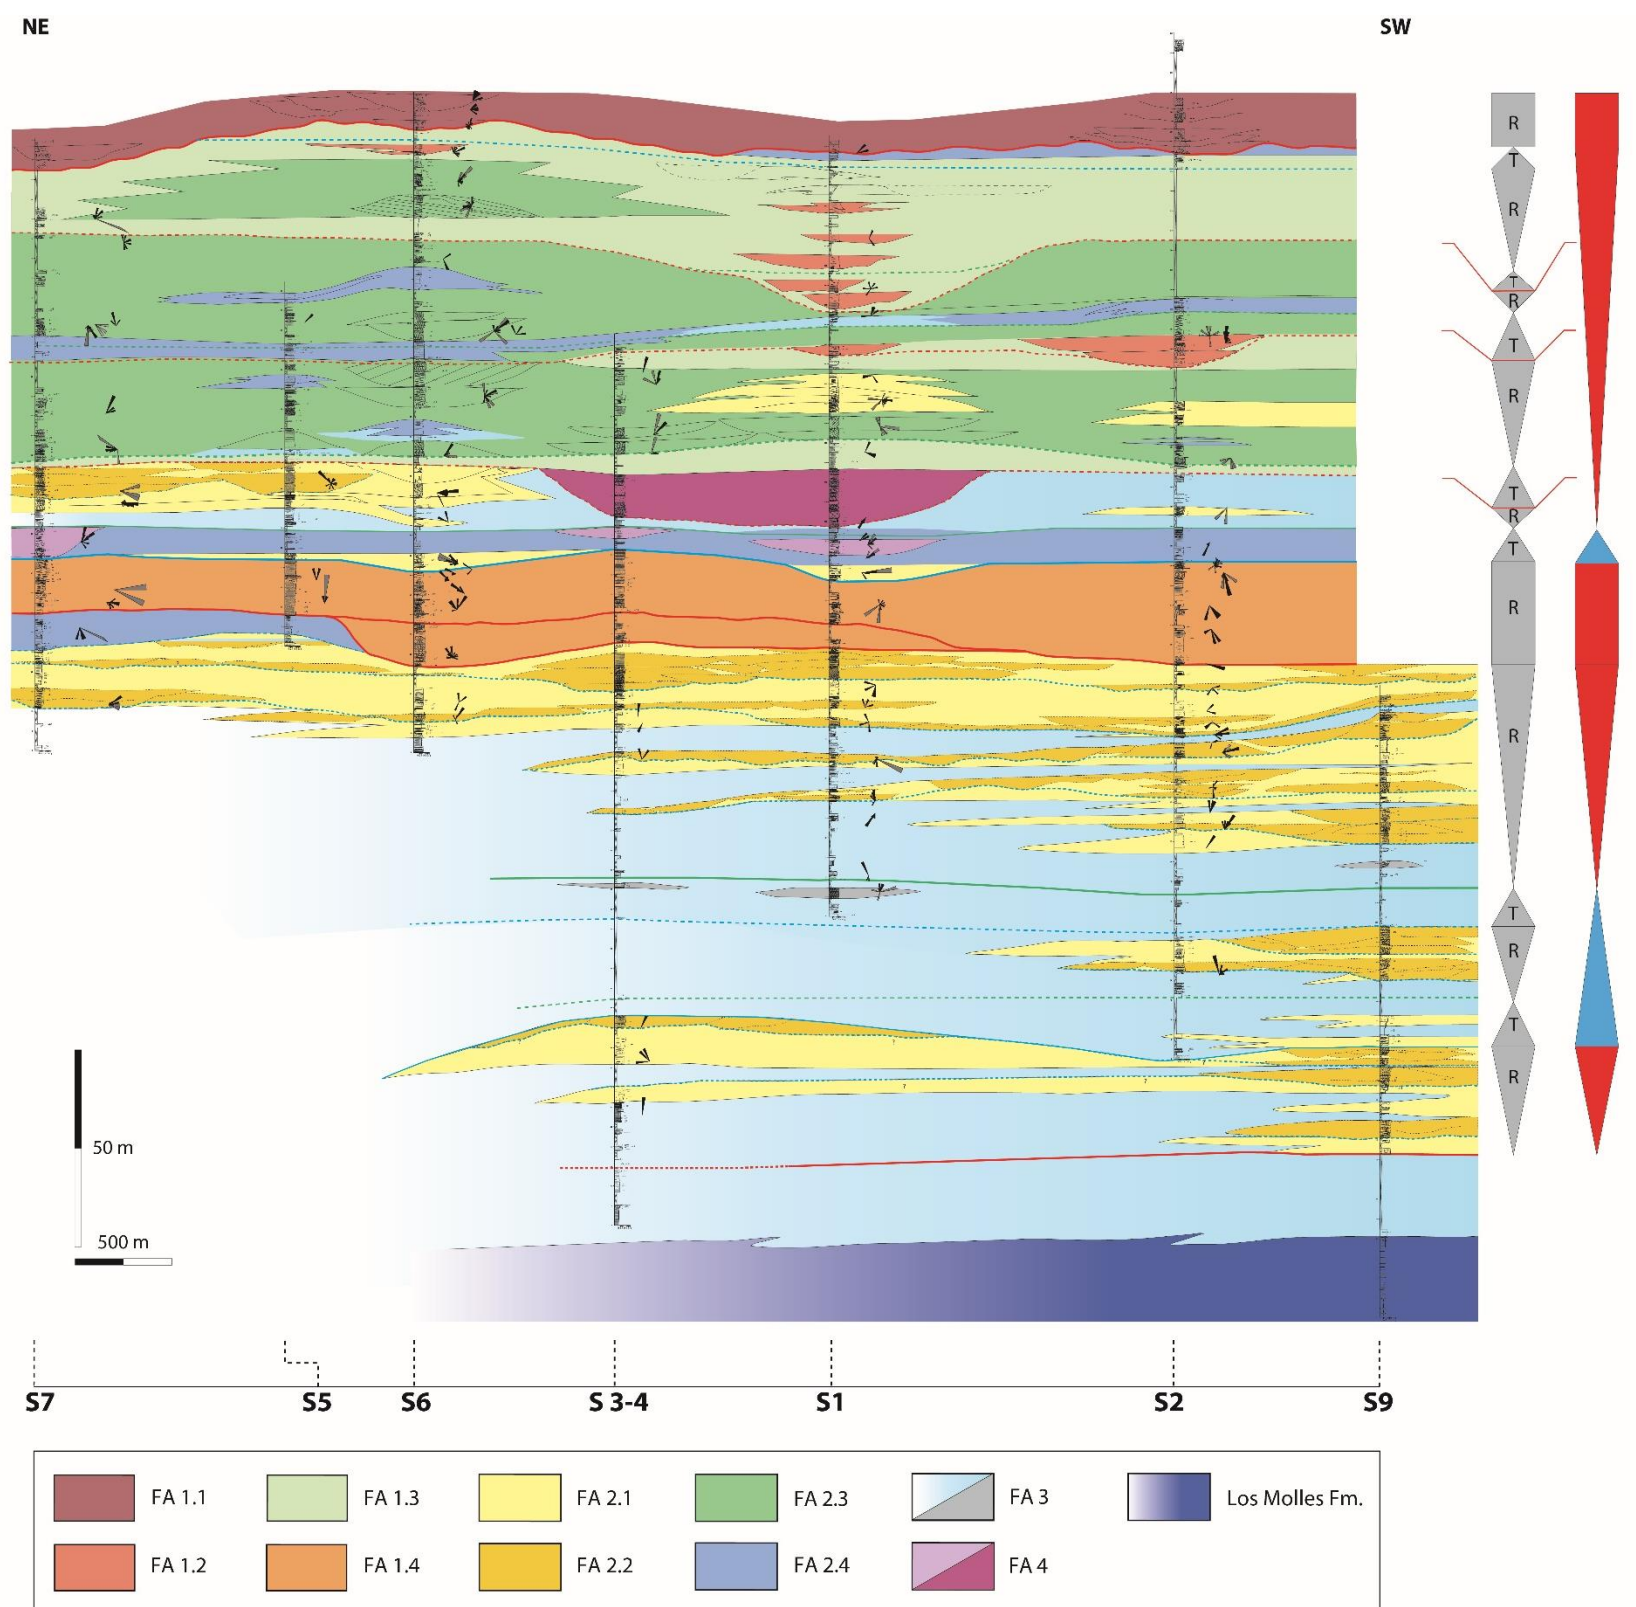 NE
SW
R
T
R
T
R
T
R
T
R
T
R
R
T
R
T
R
?
?
?
50 m
500 m
S7
S5
S6
S 3-4
S1
S2
S9
FA 1.1
FA 1.3
FA 2.1
FA 2.3
FA 3
Los Molles Fm.
FA 1.2
FA 1.4
FA 2.2
FA 2.4
FA 4